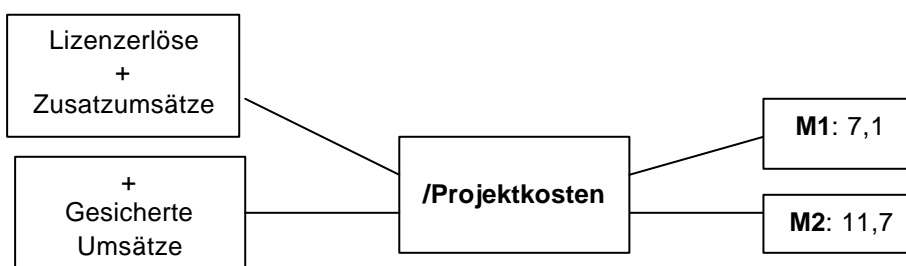 Lizenzerlöse
+
Zusatzumsätze
+
Gesicherte
Umsätze
/Projektkosten
M1: 7,1
M2: 11,7